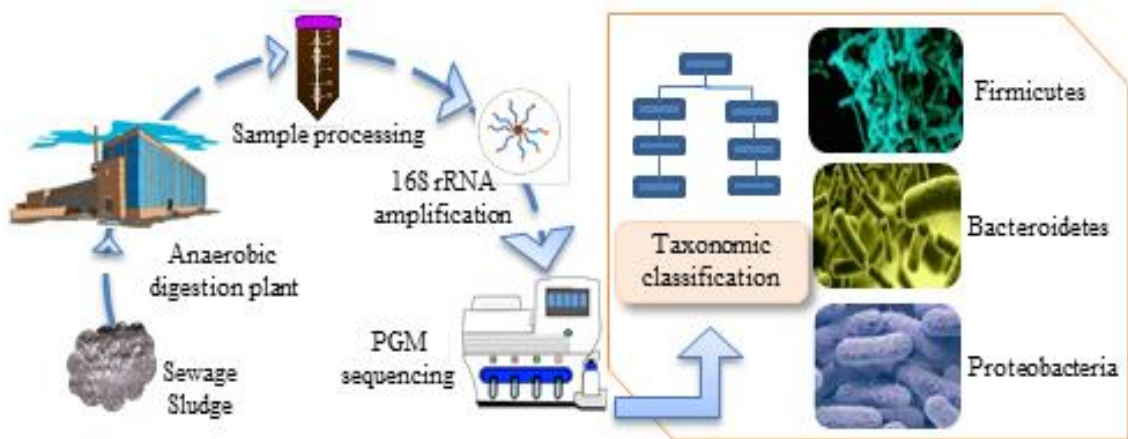 Sewage
Sludge
Anaerobic
digestion plant
Sample processing
16S rRNA
amplification
PGM
sequencing
Taxonomic
classification
Firmicutes
Bacteroidetes
Proteobacteria